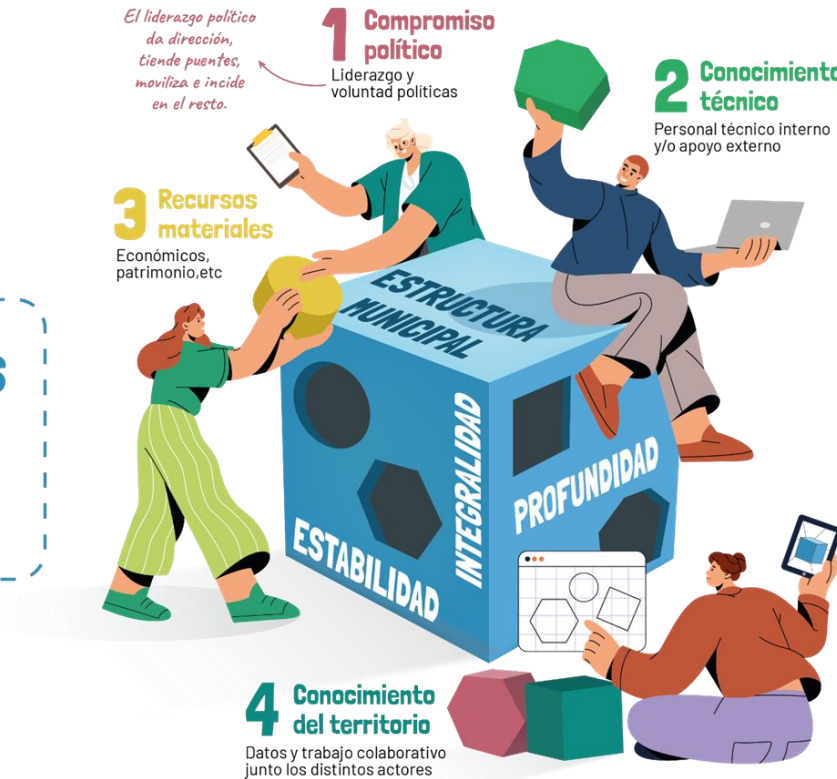 El liderazgo político
da dirección,
tiende puentes,
moviliza e incide
en el resto.
1 Compromiso
político
Liderazgo y
voluntad políticas
2 Conocimiento
técnico
Personal técnico interno
y/o apoyo externo
3 Recursos
materiales
Económicos,
patrimonio,etc
S
ESTRUCTURA
MUNICIPAL
ESTABILIDAD
INTEGRALIDAD
PROFUNDIDAD
4 Conocimiento
del territorio
Datos y trabajo colaborativo
junto los distintos actores